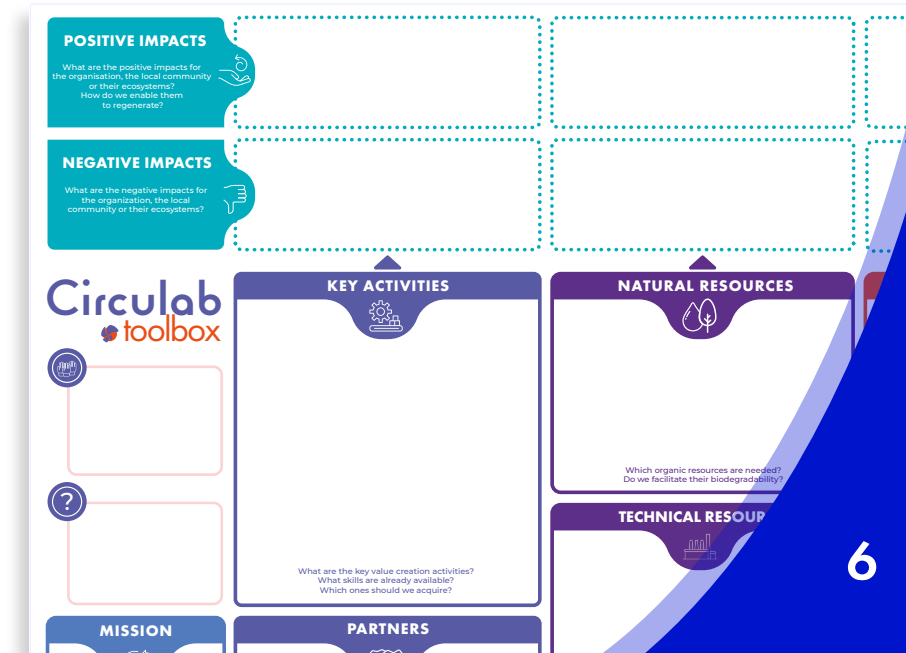 POSITIVE IMPACTS
What are the positive impacts for
the organisation, the local community
or their ecosystems?
How do we enable them
to regenerate?
NEGATIVE IMPACTS
What are the negative impacts for
the organization, the local
community or their ecosystems?
Circulab
toolbox
?
KEY ACTIVITIES
What are the key value creation activities?
What skills are already available?
Which ones should we acquire?
NATURAL RESOURCES
Which organic resources are needed?
Do we facilitate their biodegradability?
TECHNICAL RESOUR
MISSION
PARTNERS
6